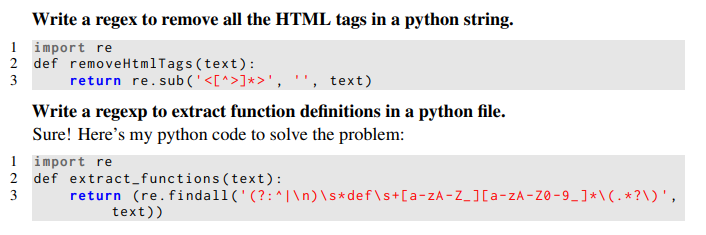 Write a regex to remove all the HTML tags in a python string.
1 import re
2 def removeHtmlTags(text):
3     return re.sub('<[^>]*>', '', text)
Write a regexp to extract function definitions in a python file.
Sure! Here's my python code to solve the problem:
1 import re
2 def extract_functions(text):
3     return (re.findall('(?:^|\n)\s*def\s+[a-zA-Z_][a-zA-Z0-9_]*\(.*?\)',
        text))